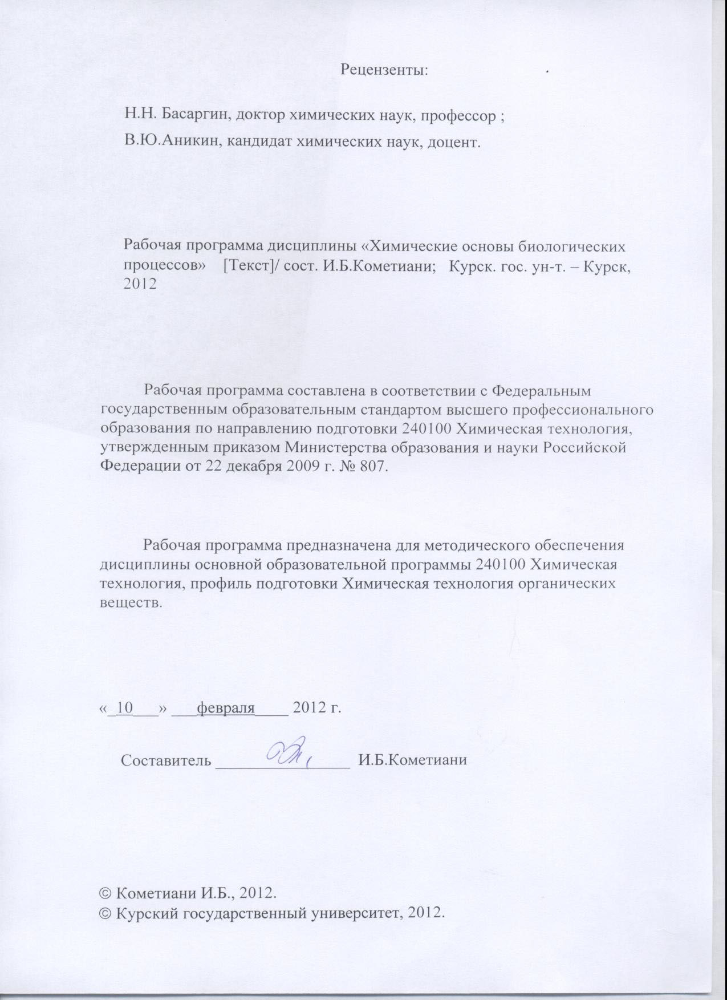 Рецензенты:
Н.Н. Басаргин, доктор химических наук, профессор ;
В.Ю.Аникин, кандидат химических наук, доцент.
Рабочая программа дисциплины «Химические основы биологических
процессов» [Текст]/ сост. И.Б.Кометиани; Курск. гос. ун-т. – Курск,
2012
Рабочая программа составлена в соответствии с Федеральным
государственным образовательным стандартом высшего профессионального
образования по направлению подготовки 240100 Химическая технология,
утвержденным приказом Министерства образования и науки Российской
Федерации от 22 декабря 2009 г. № 807.
Рабочая программа предназначена для методического обеспечения
дисциплины основной образовательной программы 240100 Химическая
технология, профиль подготовки Химическая технология органических
веществ.
«_10___» ___февраля____ 2012 г.
Составитель ________________ И.Б.Кометиани
© Кометиани И.Б., 2012.
© Курский государственный университет, 2012.